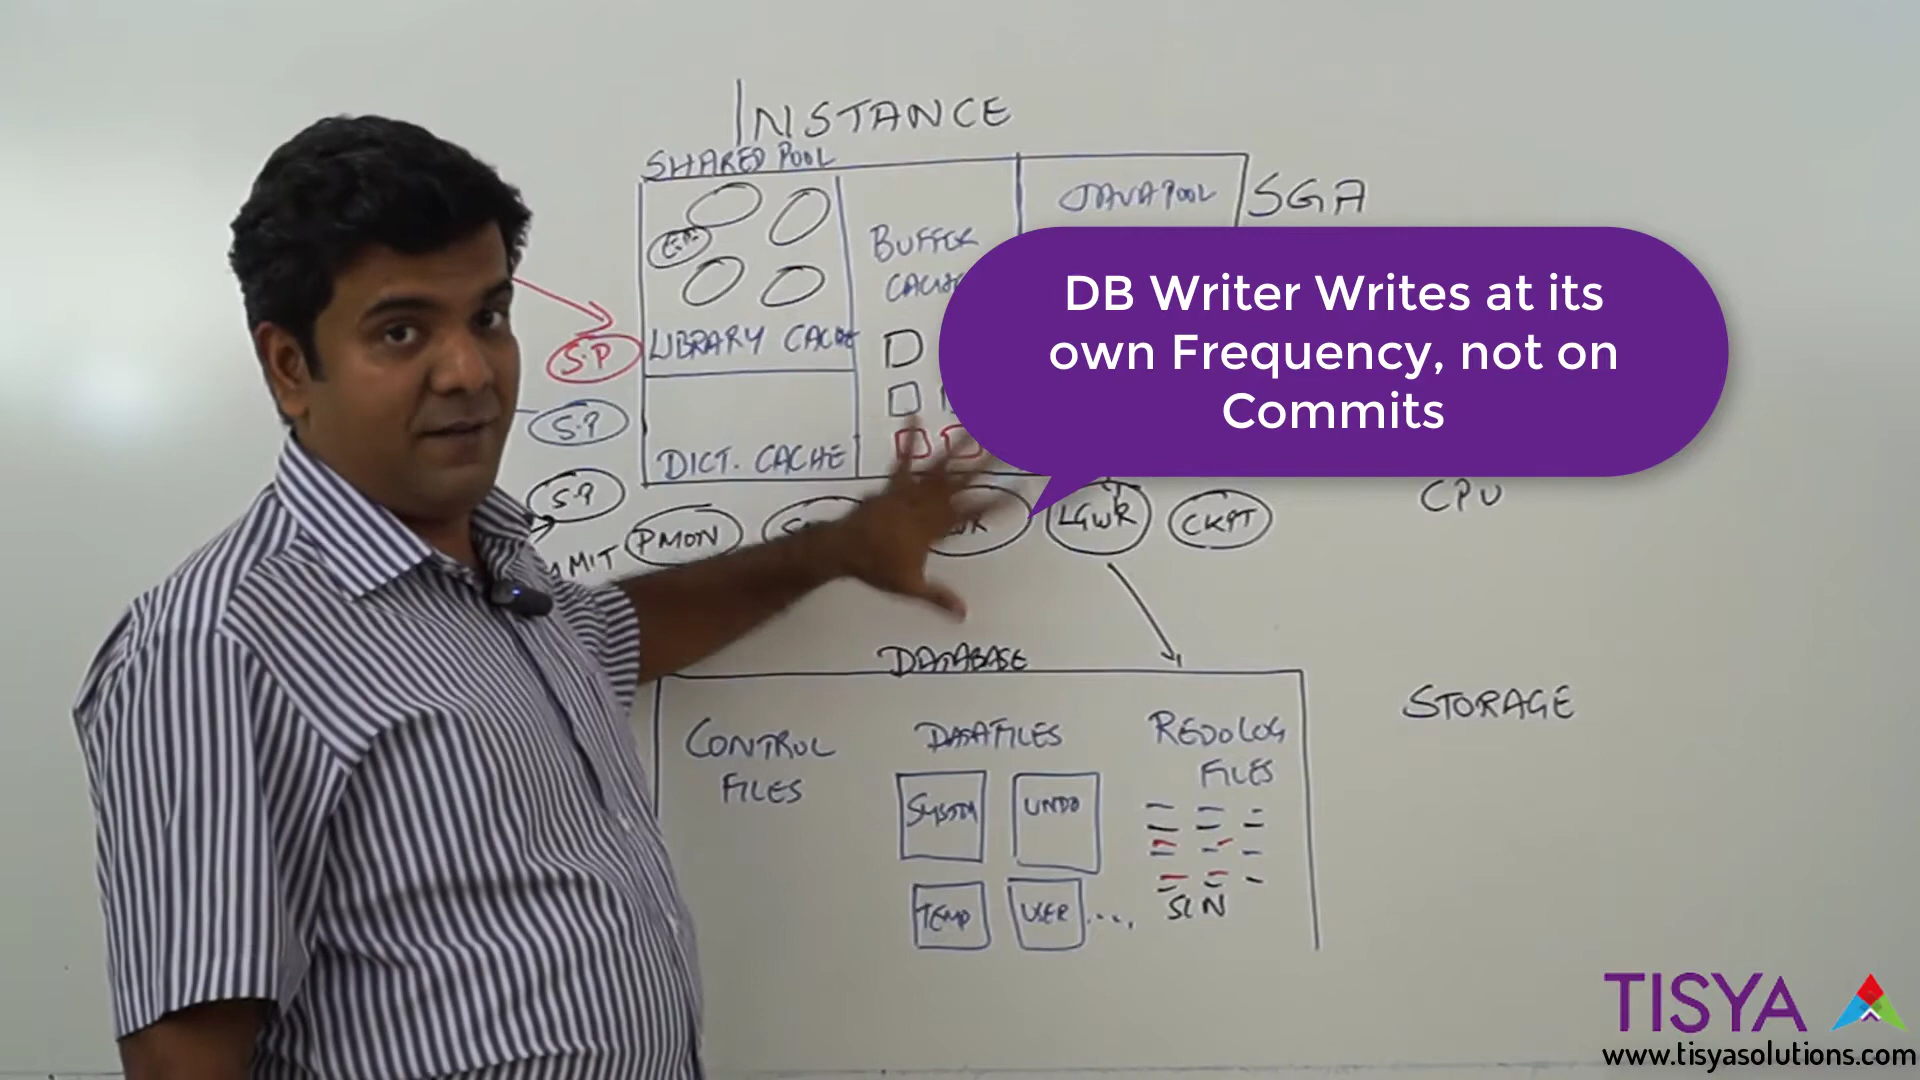 INSTANCE
SHARED POOL
JAVA POOL
SGA
BUFFER
DB Writer Writes at its
own Frequency, not on
Commits
LIBRARY CACHE
S.P
S.P
DICT. CACHE
S.P
PMON
LGWR
CKPT
CPU
DATABASE
STORAGE
CONTROL
FILES
DATAFILES
REDOLOG
FILES
SYSTEM
UNDO
TEMP
USER ....
SCN
TISYA
www.tisyasolutions.com